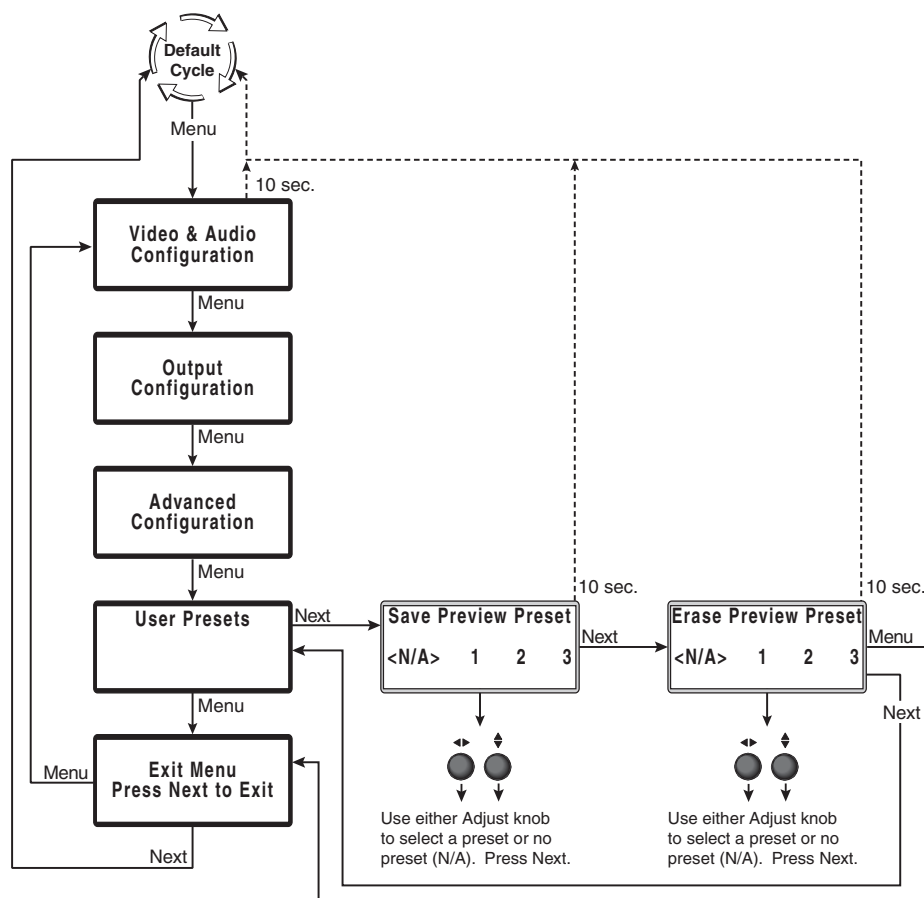 Default
Cycle
Menu
10 sec.
Video & Audio
Configuration
Menu
Output
Configuration
Menu
Advanced
Configuration
Menu
User Presets
Next
Save Preview Preset
<N/A> 1 2 3
10 sec.
Next
Erase Preview Preset
<N/A> 1 2 3
10 sec.
Menu
Next
Menu
Exit Menu
Press Next to Exit
Menu
Next
Use either Adjust knob
to select a preset or no
preset (N/A). Press Next.
Use either Adjust knob
to select a preset or no
preset (N/A). Press Next.